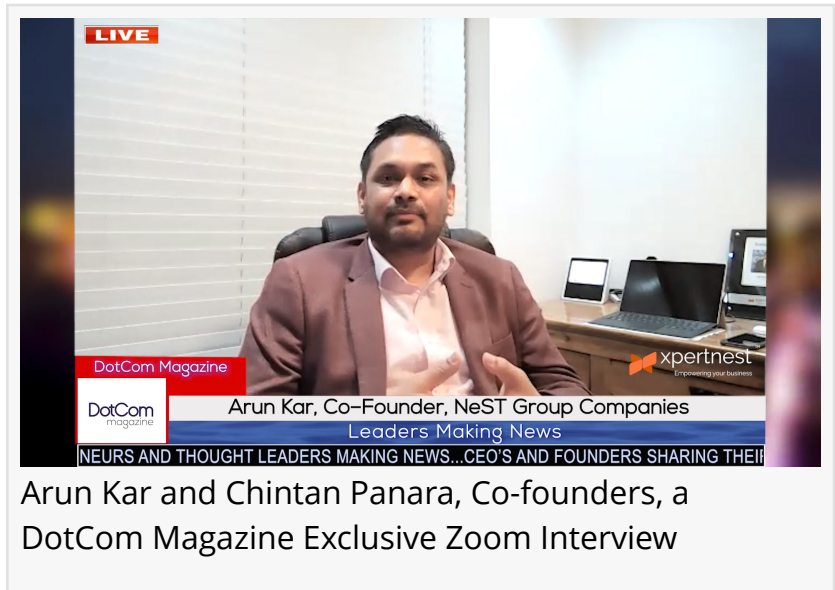 LIVE
DotCom Magazine
DotCom
magazine
xpertnest
Empowering your business
Arun Kar, Co–Founder, NeST Group Companies
Leaders Making News
NEURS AND THOUGHT LEADERS MAKING NEWS...CEO'S AND FOUNDERS SHARING THEIR
Arun Kar and Chintan Panara, Co-founders, a
DotCom Magazine Exclusive Zoom Interview